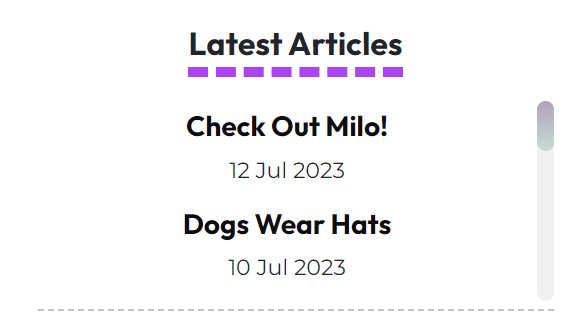 Latest Articles
Check Out Milo!
12 Jul 2023
Dogs Wear Hats
10 Jul 2023